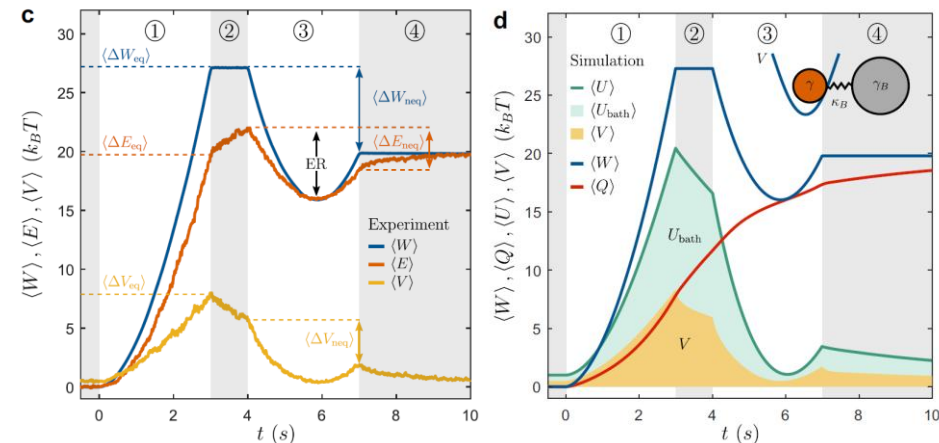 c
① ② ③ ④
30
25
20
15
10
5
0
⟨W⟩, ⟨E⟩, ⟨V⟩ (k_BT)
⟨ΔW_eq⟩
⟨ΔE_eq⟩
⟨ΔV_eq⟩
⟨ΔW_neq⟩
⟨ΔE_neq⟩
ER
⟨ΔV_neq⟩
Experiment
⟨W⟩
⟨E⟩
⟨V⟩
0 2 4 6 8 10
t (s)
d
① ② ③ ④
30
25
20
15
10
5
0
⟨W⟩, ⟨Q⟩, ⟨U⟩, ⟨V⟩ (k_BT)
Simulation
⟨U⟩
⟨U_bath⟩
⟨V⟩
⟨W⟩
⟨Q⟩
V
γ
κ_B
γ_B
U_bath
V
0 2 4 6 8 10
t (s)